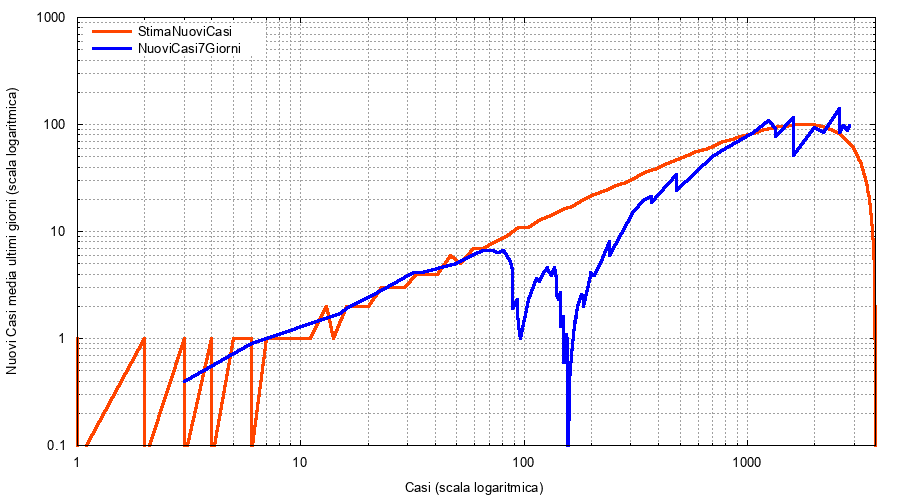 1000
100
10
1
0.1
1
10
100
1000
StimaNuoviCasi
NuoviCasi7Giorni
Nuovi Casi media ultimi giorni (scala logaritmica)
Casi (scala logaritmica)